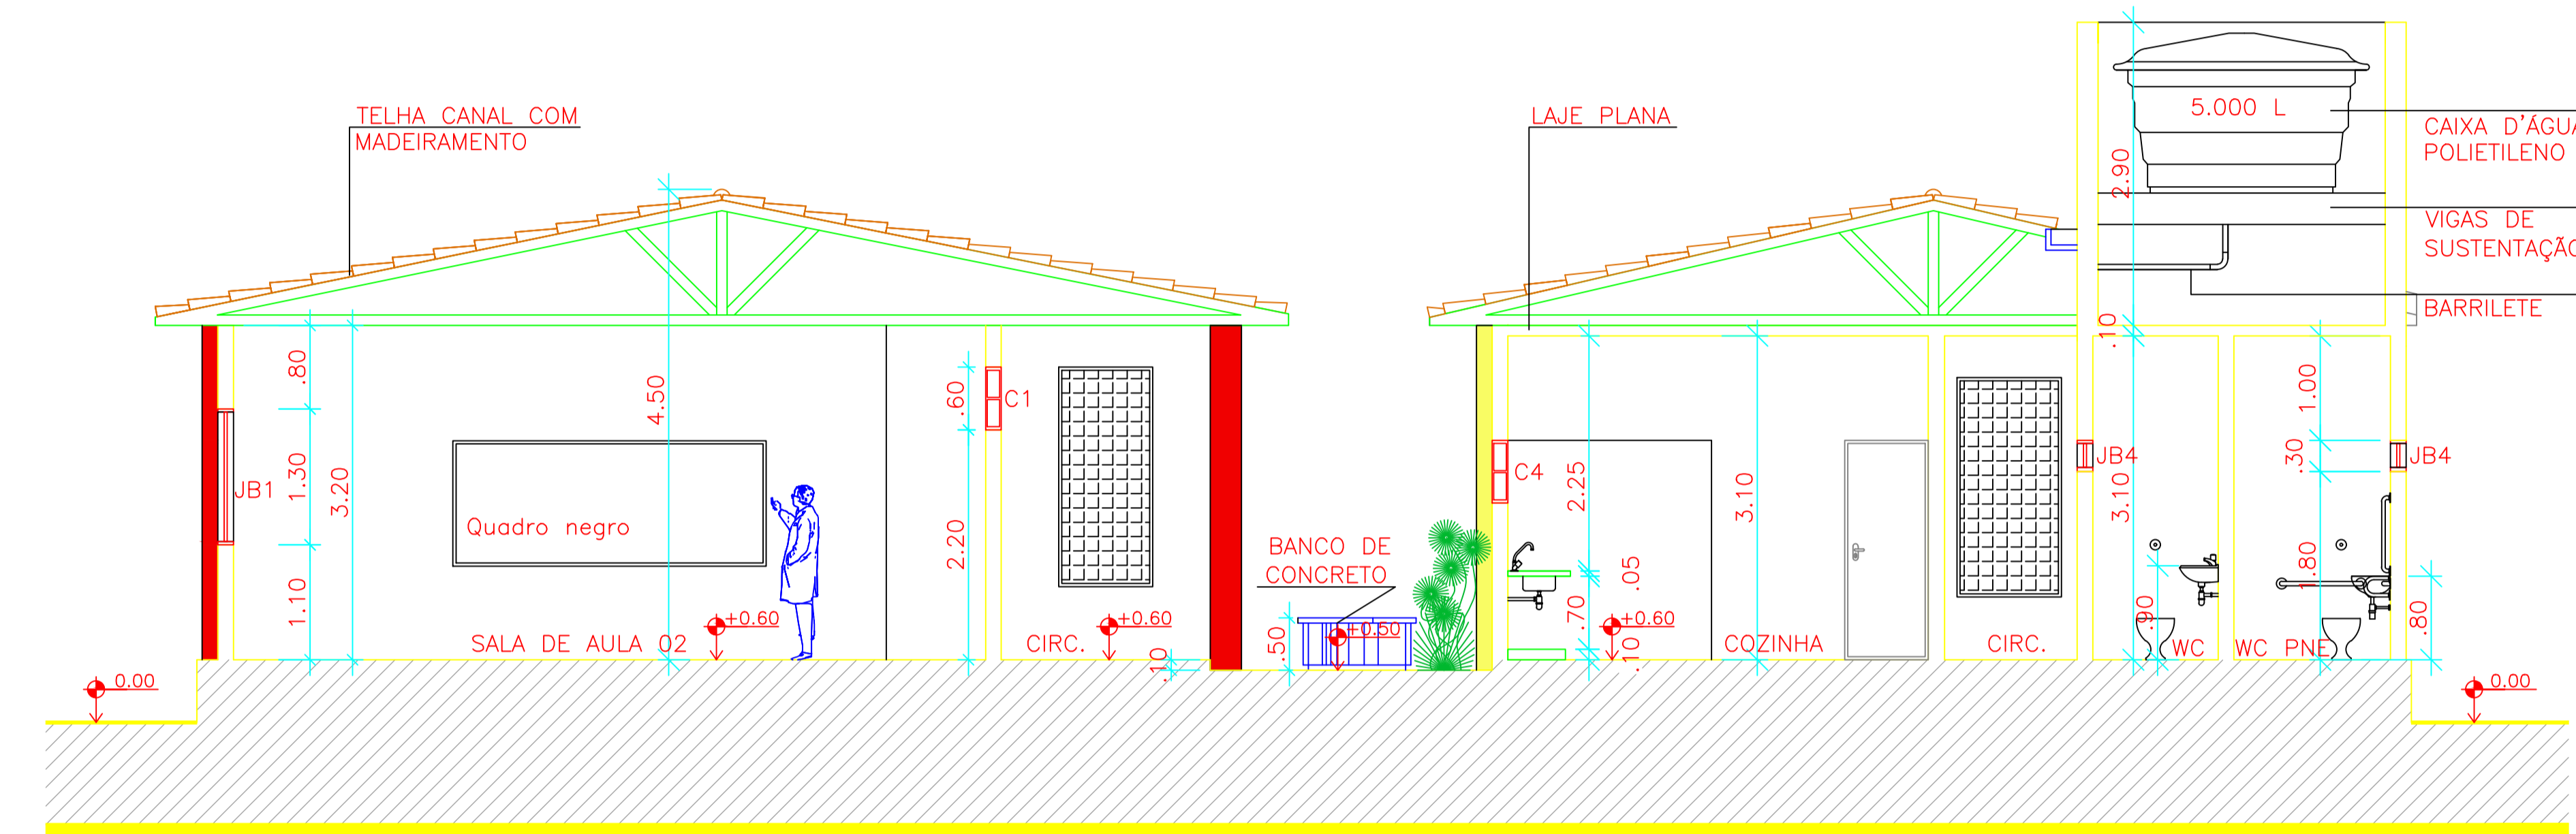 TELHA CANAL COM
MADEIRAMENTO
LAJE PLANA
5.000 L
CAIXA D'ÁGUA
POLIETILENO
VIGAS DE
SUSTENTAÇÃO
BARRILETE
2.90
.10
.80
1.30
1.10
3.20
JB1
4.50
Quadro negro
SALA DE AULA 02
+0.60
.60
2.20
C1
CIRC.
+0.60
.10
BANCO DE
CONCRETO
.50
+0.50
C4
2.25
.05
.70
.10
+0.60
3.10
COZINHA
CIRC.
JB4
3.10
.90
WC
WC PNE
1.00
.30
1.80
JB4
.80
0.00
0.00